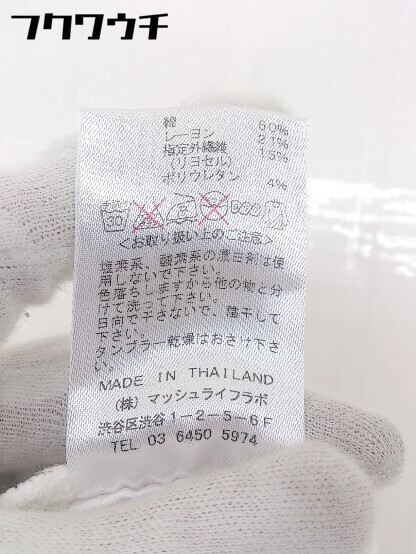 フクワウチ
綿 60%
レーヨン 21%
指定外繊維 15%
(リヨセル)
ポリウレタン 4%
<お取り扱い上のご注意>
塩素系、酸素系の漂白剤は使
用しないで下さい。
色落ちしますから他の物と分
けて洗って下さい。
日向で干さないで、蔭干して
下さい。
タンブラー乾燥はおさけ下さ
い。
MADE IN THAILAND
(株) マッシュライフラボ
渋谷区渋谷1-2-5-6F
TEL 03 6450 5974